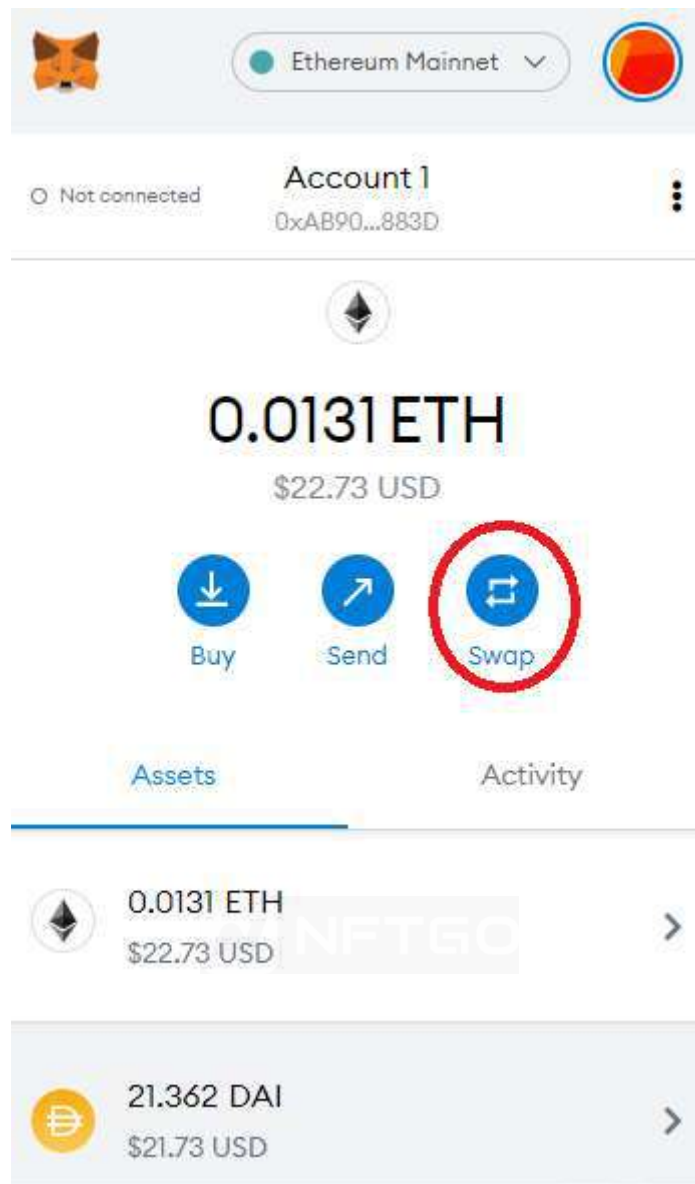 Ethereum Mainnet
Not connected
Account 1
0xAB90...883D
0.0131 ETH
$22.73 USD
Buy Send Swap
Assets Activity
0.0131 ETH
$22.73 USD
NFTGO
21.362 DAI
$21.73 USD